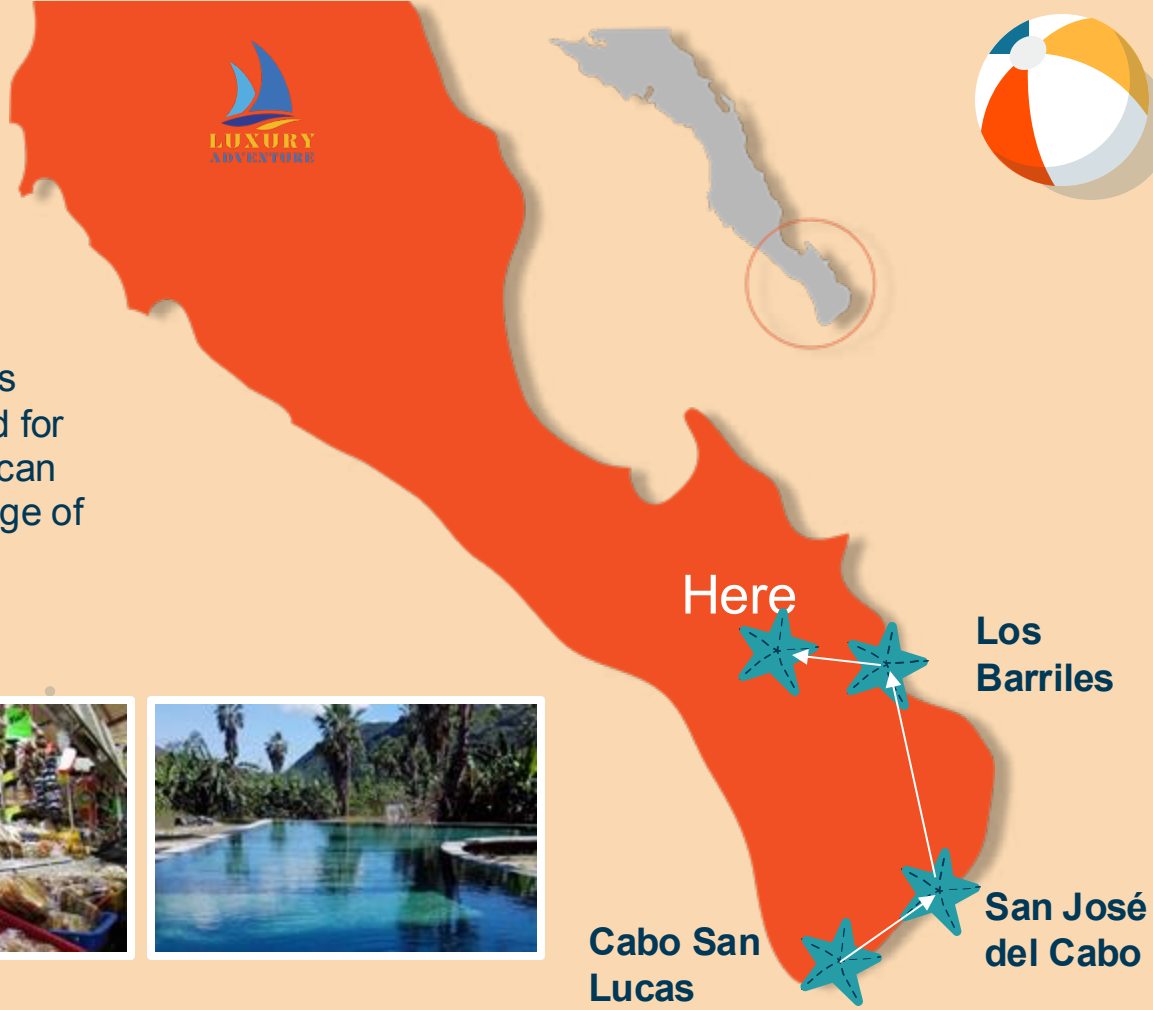 LUXURY
ADVENTURE
s
d for
can
ge of
Here
Los
Barriles
San José
del Cabo
Cabo San
Lucas